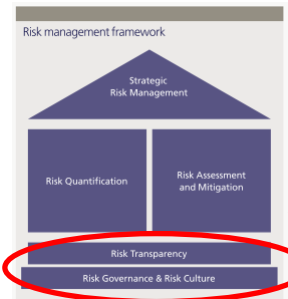 Risk management framework
Strategic
Risk Management
Risk Quantification
Risk Assessment
and Mitigation
Risk Transparency
Risk Governance & Risk Culture